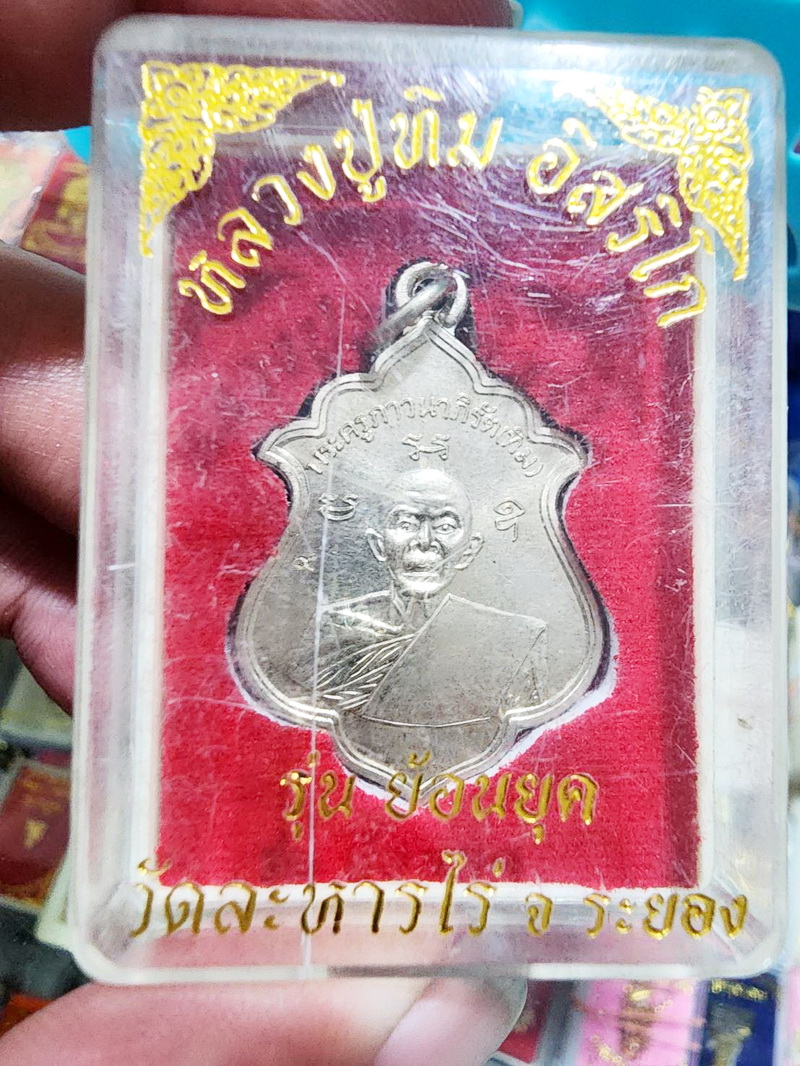 หลวงปู่ทิม อิสริโก
พระครูภาวนาภิรัต(ทิม)
รุ่น ย้อนยุค
วัดละหารไร่ จ ระยอง